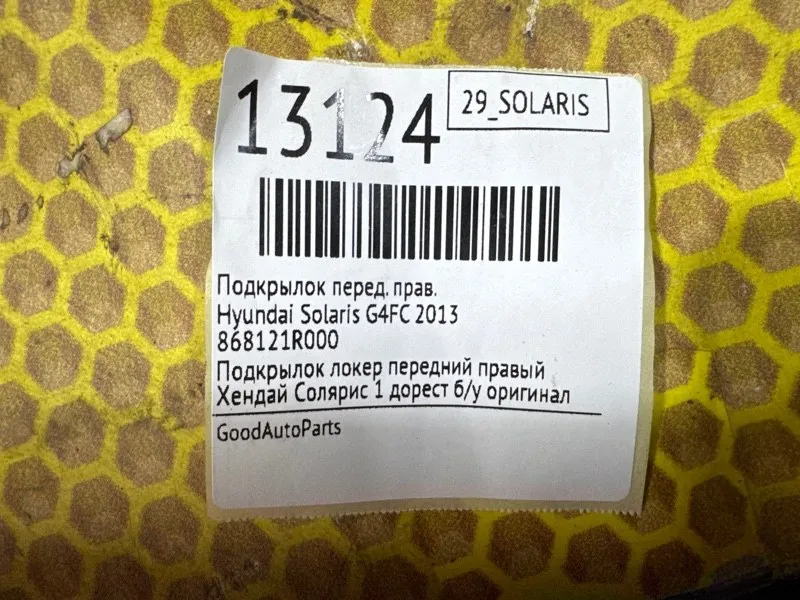 13124
29_SOLARIS
Подкрылок перед. прав.
Hyundai Solaris G4FC 2013
868121R000
Подкрылок локер передний правый
Хендай Солярис 1 дорест б/у оригинал
GoodAutoParts